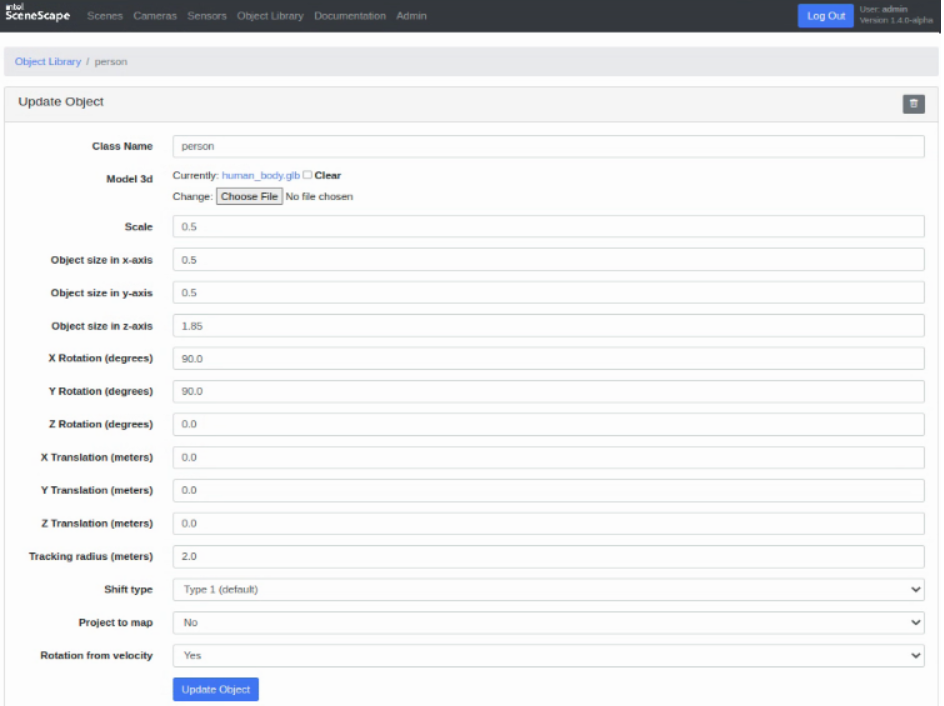 intel
SceneScape Scenes Cameras Sensors Object Library Documentation Admin Log Out User: admin
Version 1.4.0-alpha
Object Library / person
Update Object
Class Name person
Model 3d Currently: human_body.glb Clear
Change: Choose File No file chosen
Scale 0.5
Object size in x-axis 0.5
Object size in y-axis 0.5
Object size in z-axis 1.85
X Rotation (degrees) 90.0
Y Rotation (degrees) 90.0
Z Rotation (degrees) 0.0
X Translation (meters) 0.0
Y Translation (meters) 0.0
Z Translation (meters) 0.0
Tracking radius (meters) 2.0
Shift type Type 1 (default)
Project to map No
Rotation from velocity Yes
Update Object